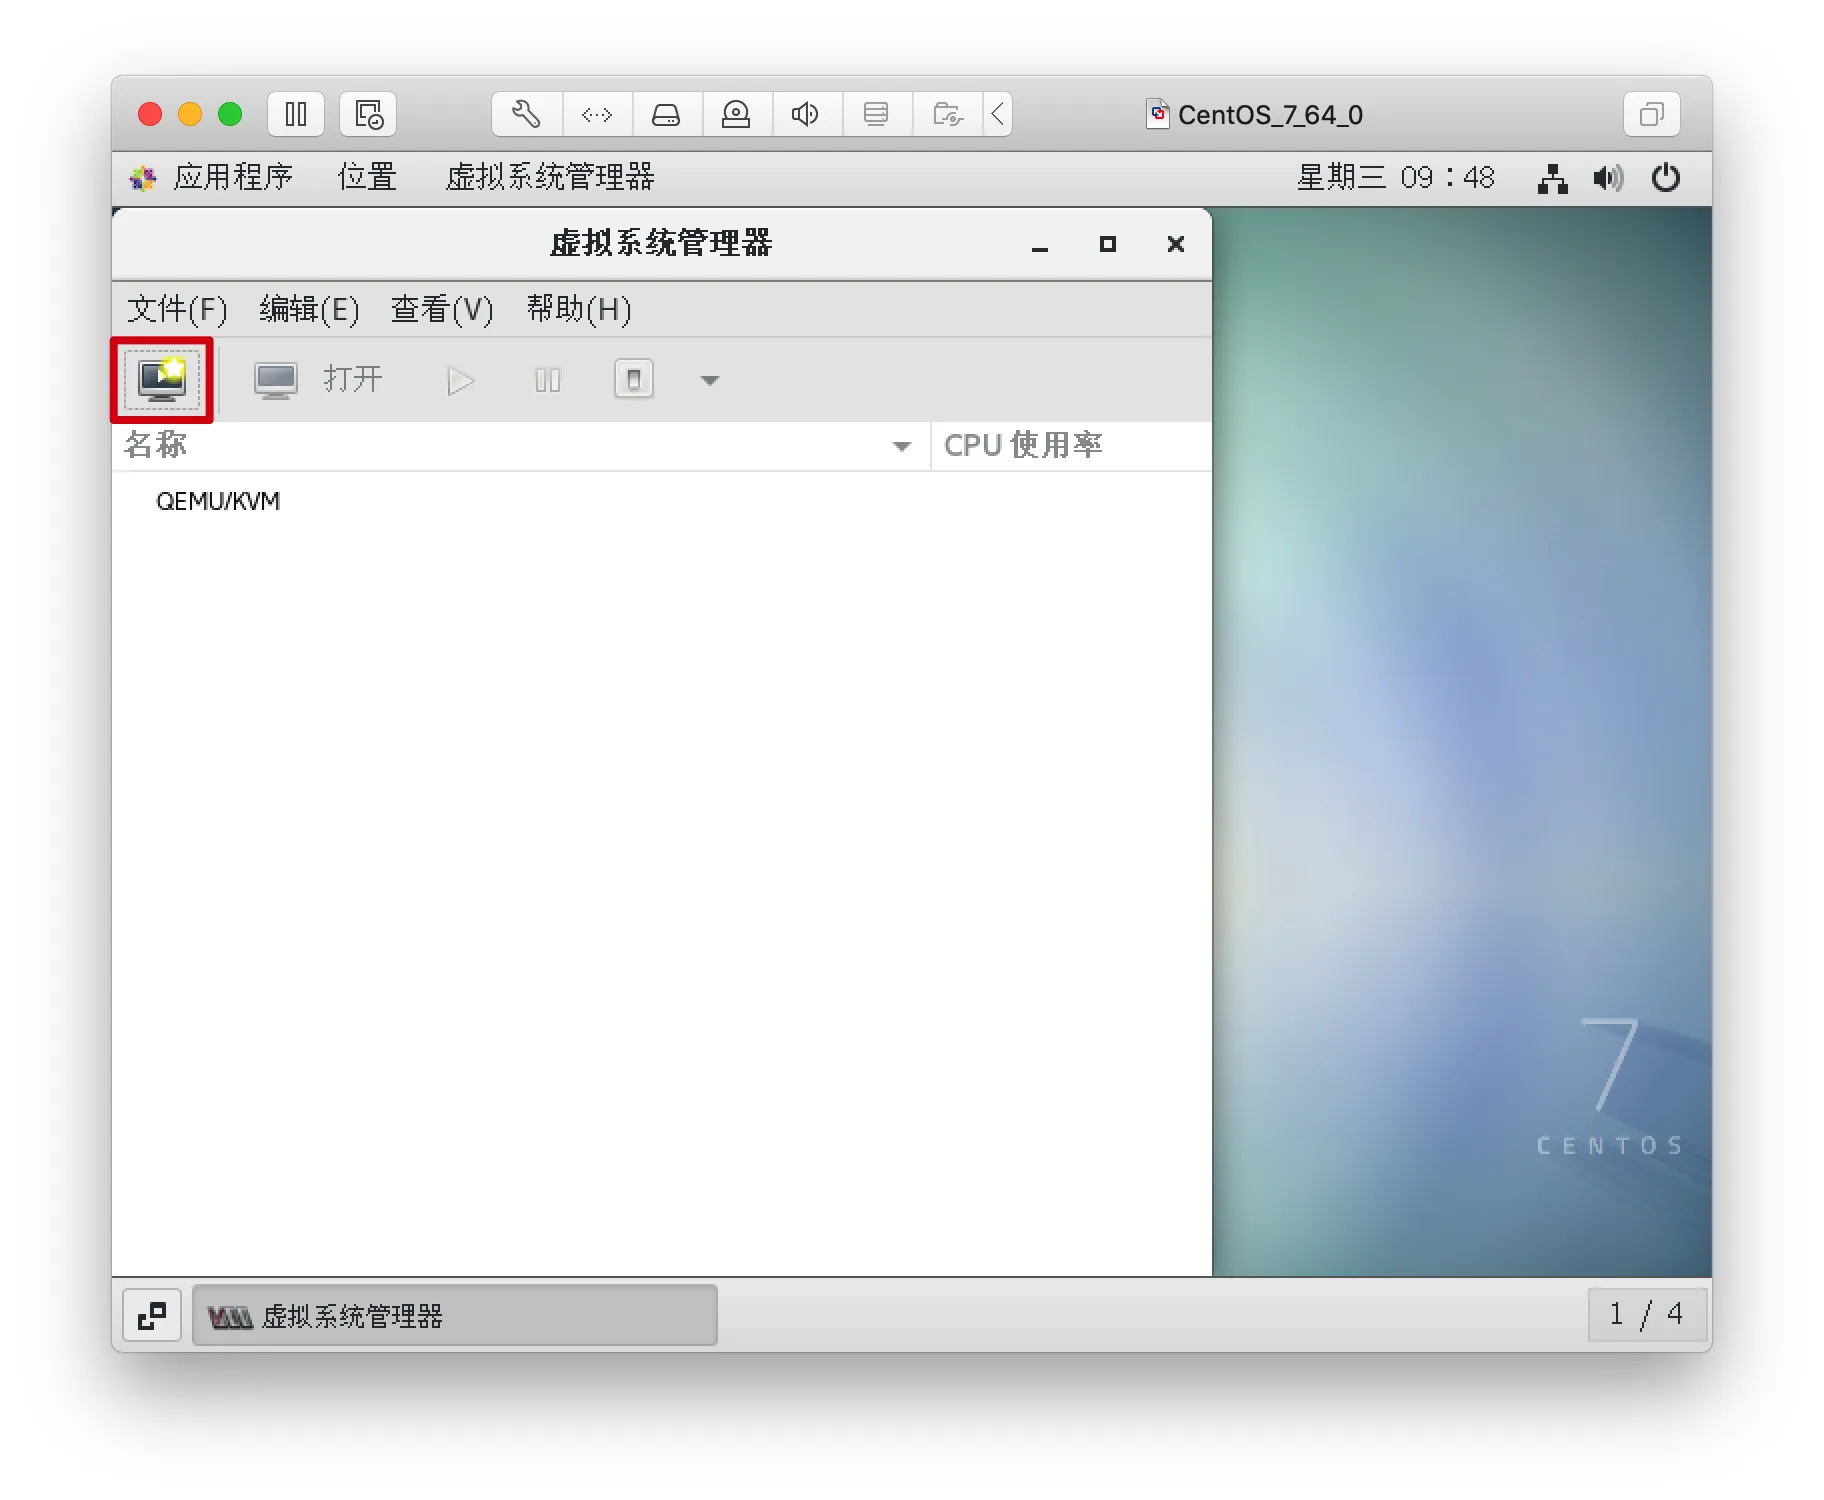 CentOS_7_64_0
应用程序 位置 虚拟系统管理器 星期三 09：48
虚拟系统管理器
文件(F) 编辑(E) 查看(V) 帮助(H)
打开
名称 CPU 使用率
QEMU/KVM
7
CENTOS
虚拟系统管理器 1 / 4